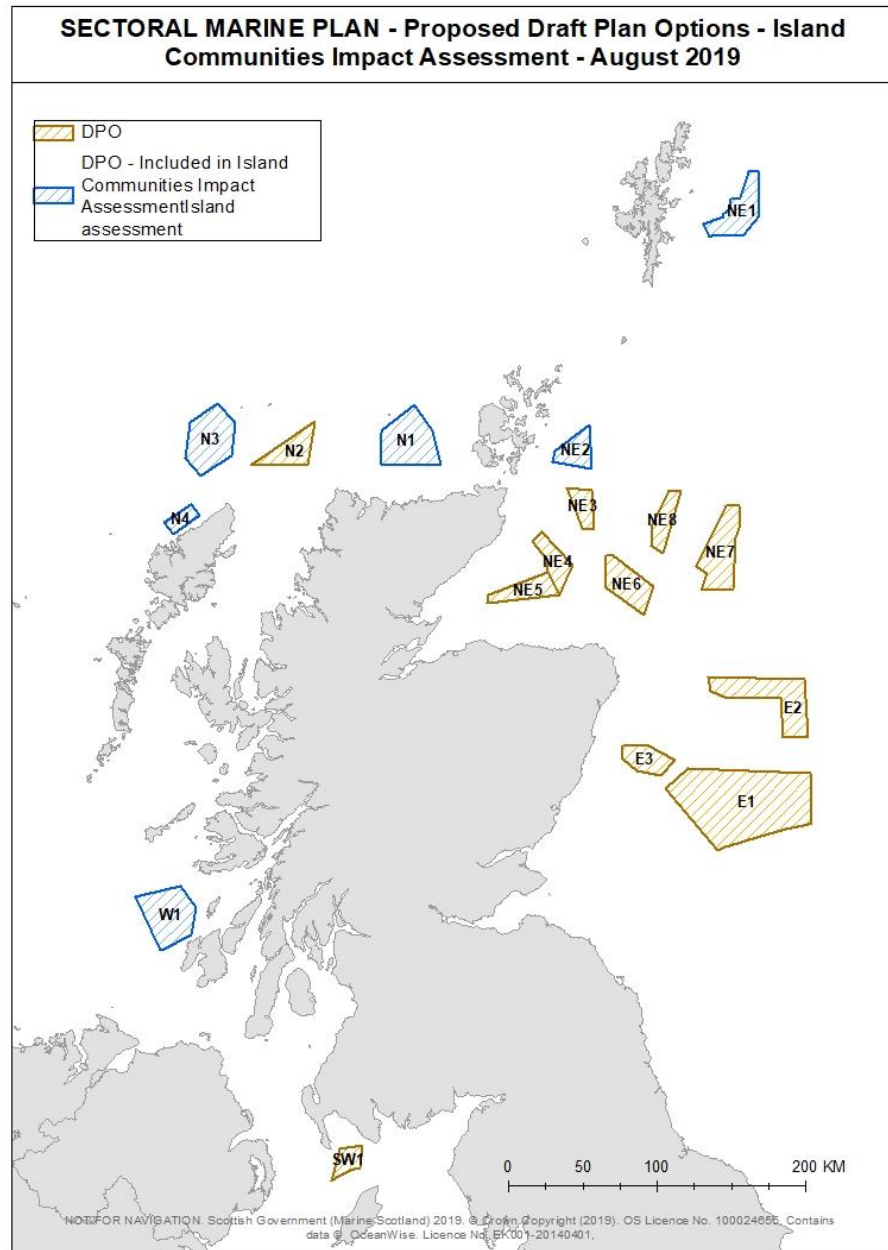 SECTORAL MARINE PLAN - Proposed Draft Plan Options - Island
Communities Impact Assessment - August 2019
DPO
DPO - Included in Island
Communities Impact
AssessmentIsland
assessment
NE1
N3
N2
N1
NE2
N4
NE3
NE8
NE7
NE4
NE5
NE6
E2
E3
E1
W1
SW1
0 50 100 200 KM
NOT FOR NAVIGATION. Scottish Government (Marine Scotland) 2019. © Crown Copyright (2019). OS Licence No. 100024655, Contains
data © OceanWise. Licence No. EK001-20140401,